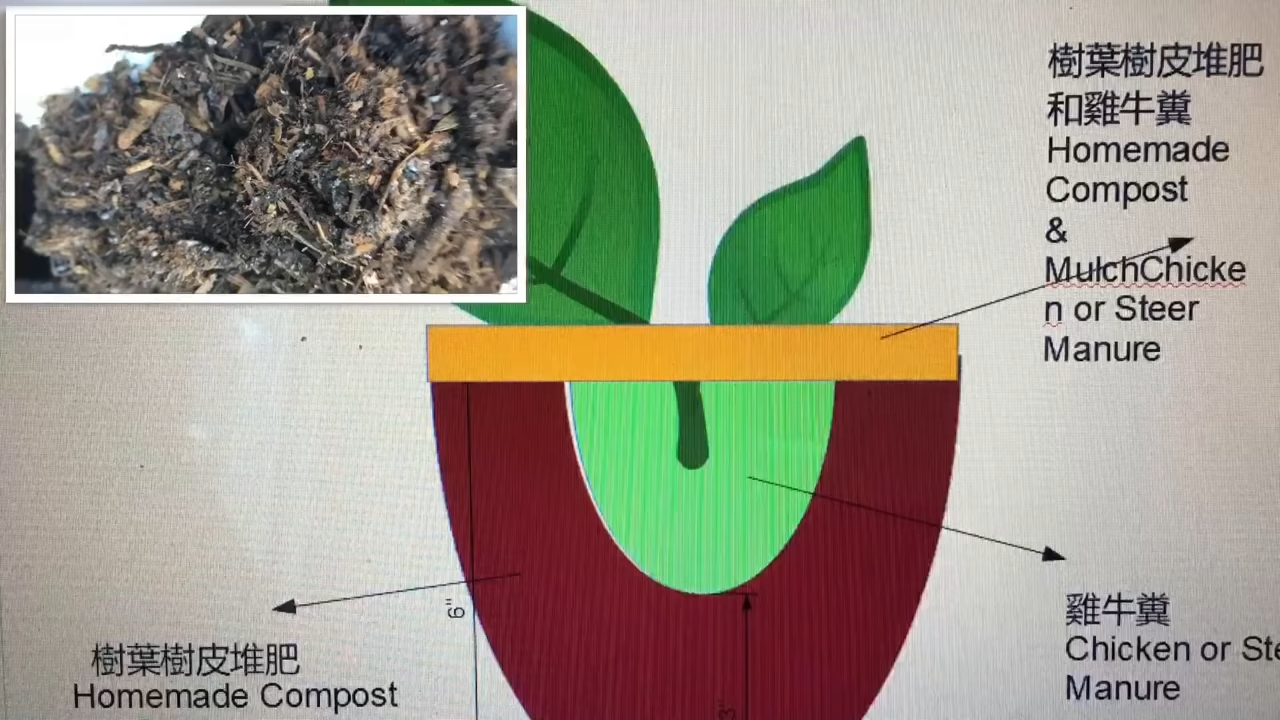 樹葉樹皮堆肥
和雞牛糞
Homemade
Compost
&
MulchChicke
n or Steer
Manure
6"
雞牛糞
Chicken or Ste
Manure
樹葉樹皮堆肥
Homemade Compost
3"